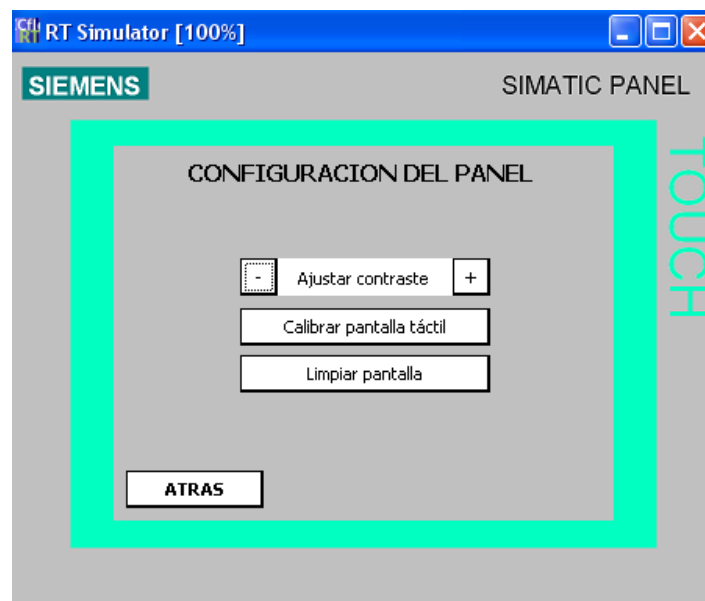 RT Simulator [100%]
SIEMENS
SIMATIC PANEL
TOUCH
CONFIGURACION DEL PANEL
- Ajustar contraste +
Calibrar pantalla táctil
Limpiar pantalla
ATRAS